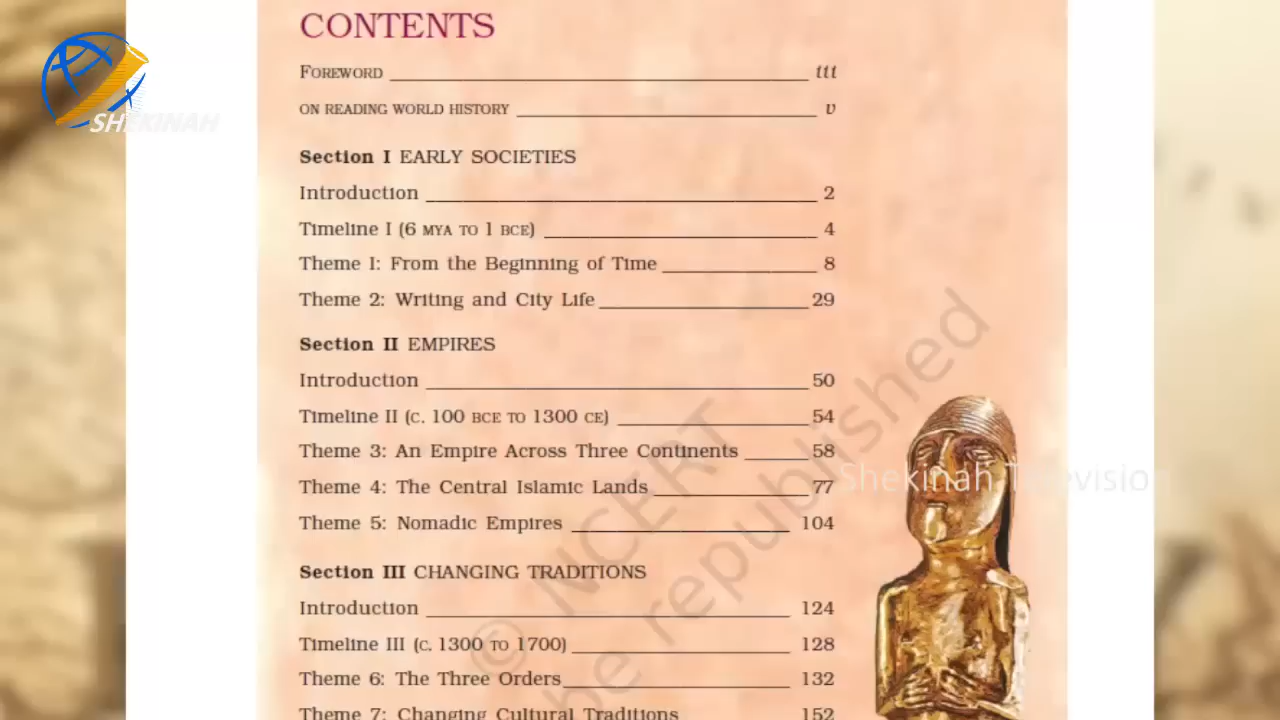 SHEKINAH
CONTENTS
FOREWORD ttt
ON READING WORLD HISTORY v
Section I EARLY SOCIETIES
Introduction 2
Timeline I (6 MYA TO 1 BCE) 4
Theme I: From the Beginning of Time 8
Theme 2: Writing and City Life 29
Section II EMPIRES
Introduction 50
Timeline II (C. 100 BCE TO 1300 CE) 54
Theme 3: An Empire Across Three Continents 58
Theme 4: The Central Islamic Lands 77
Theme 5: Nomadic Empires 104
Section III CHANGING TRADITIONS
Introduction 124
Timeline III (C. 1300 TO 1700) 128
Theme 6: The Three Orders 132
Theme 7: Changing Cultural Traditions 152
Shekinah Television
© NCERT
be republished